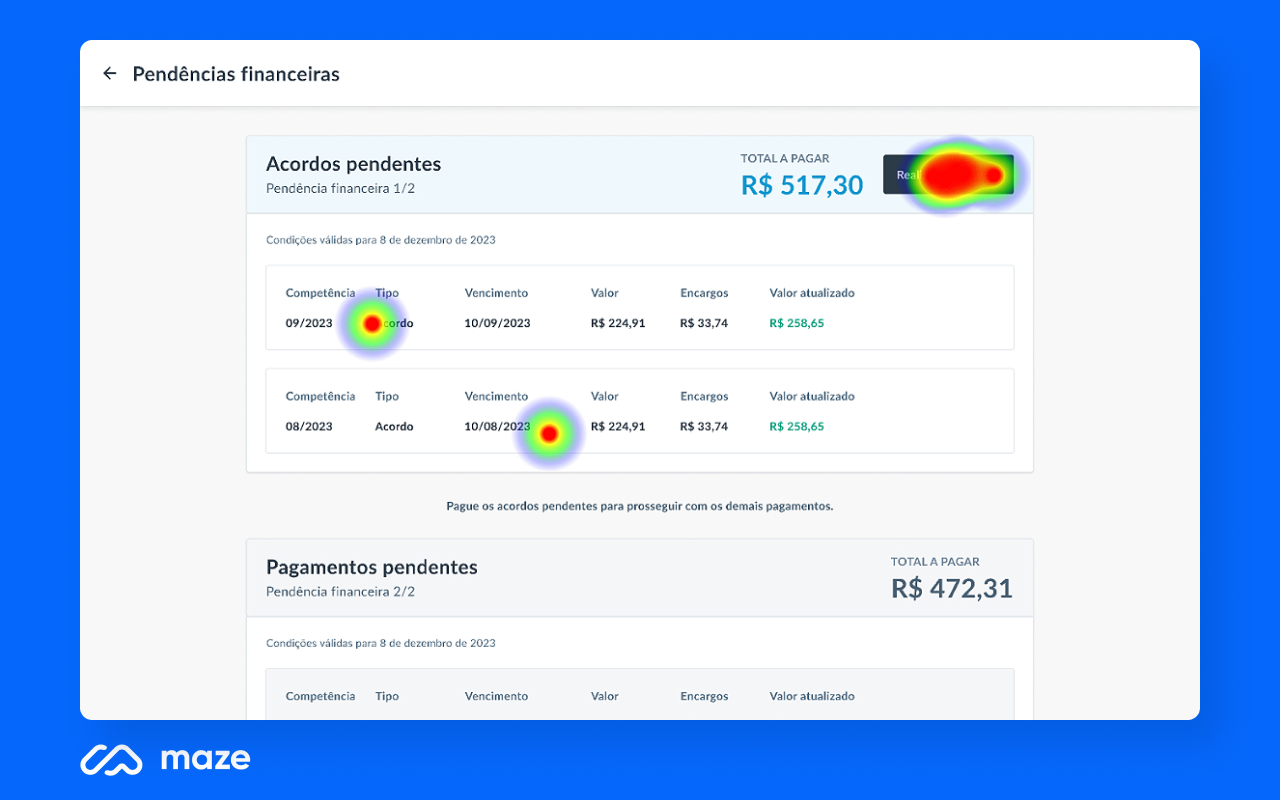 Pendências financeiras
Acordos pendentes
Pendência financeira 1/2
TOTAL A PAGAR
R$ 517,30
Condições válidas para 8 de dezembro de 2023
Competência Tipo Vencimento Valor Encargos Valor atualizado
09/2023 Acordo 10/09/2023 R$ 224,91 R$ 33,74 R$ 258,65
Competência Tipo Vencimento Valor Encargos Valor atualizado
08/2023 Acordo 10/08/2023 R$ 224,91 R$ 33,74 R$ 258,65
Pague os acordos pendentes para prosseguir com os demais pagamentos.
Pagamentos pendentes
Pendência financeira 2/2
TOTAL A PAGAR
R$ 472,31
Condições válidas para 8 de dezembro de 2023
Competência Tipo Vencimento Valor Encargos Valor atualizado
maze